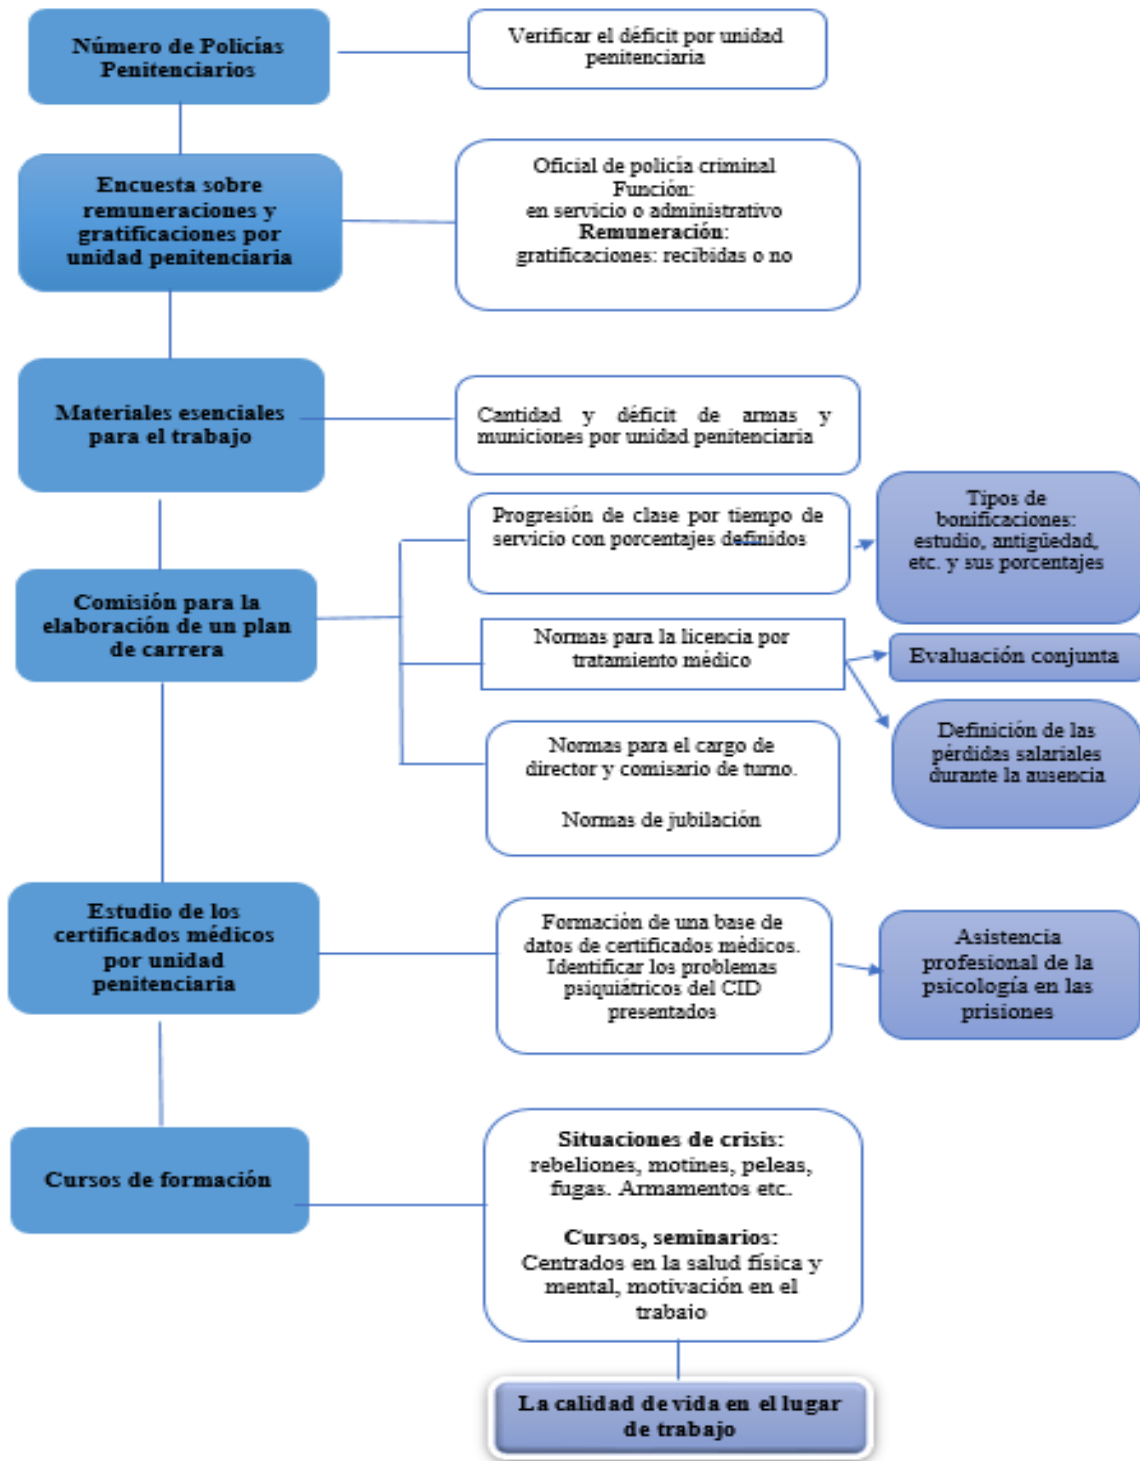 Número de Policías
Penitenciarios
Verificar el déficit por unidad
penitenciaria
Encuesta sobre
remuneraciones y
gratificaciones por
unidad penitenciaria
Oficial de policía criminal
Función:
en servicio o administrativo
Remuneración:
gratificaciones: recibidas o no
Materiales esenciales
para el trabajo
Cantidad y déficit de armas y
municiones por unidad penitenciaria
Comisión para la
elaboración de un plan
de carrera
Progresión de clase por tiempo de
servicio con porcentajes definidos
Tipos de
bonificaciones:
estudio, antigüedad,
etc. y sus porcentajes
Normas para la licencia por
tratamiento médico
Evaluación conjunta
Definición de las
pérdidas salariales
durante la ausencia
Normas para el cargo de
director y comisario de turno.
Normas de jubilación
Estudio de los
certificados médicos
por unidad
penitenciaria
Formación de una base de
datos de certificados médicos.
Identificar los problemas
psiquiátricos del CID
presentados
Asistencia
profesional de la
psicología en las
prisiones
Cursos de formación
Situaciones de crisis:
rebeliones, motines, peleas,
fugas. Armamentos etc.
Cursos, seminarios:
Centrados en la salud física y
mental, motivación en el
trabajo
La calidad de vida en el lugar
de trabajo